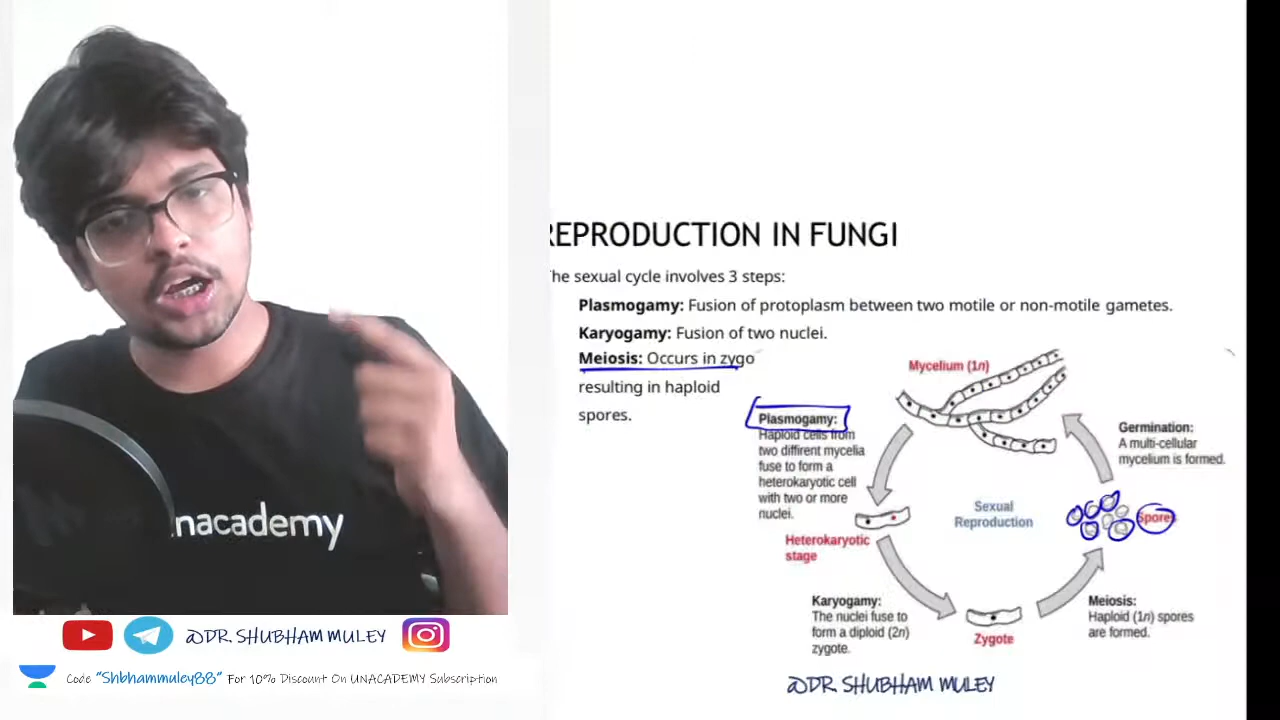 REPRODUCTION IN FUNGI
The sexual cycle involves 3 steps:
Plasmogamy: Fusion of protoplasm between two motile or non-motile gametes.
Karyogamy: Fusion of two nuclei.
Meiosis: Occurs in zygo
resulting in haploid
spores.
Mycelium (1n)
Plasmogamy:
Haploid cells from
two diffirent mycelia
fuse to form a
heterokaryotic cell
with two or more
nuclei.
Germination:
A multi-cellular
mycelium is formed.
Sexual
Reproduction
Spores
Heterokaryotic
stage
Karyogamy:
The nuclei fuse to
form a diploid (2n)
zygote.
Zygote
Meiosis:
Haploid (1n) spores
are formed.
@DR. SHUBHAM MULEY
unacademy
@DR. SHUBHAM MULEY
Code "Shbhammuley88" For 10% Discount On UNACADEMY Subscription